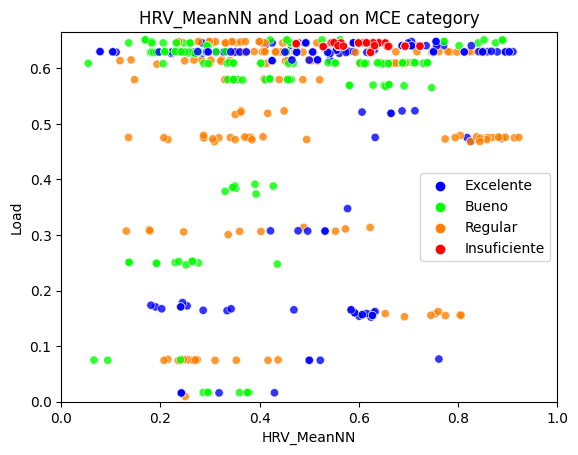 HRV_MeanNN and Load on MCE category
Load
0.6
0.5
0.4
0.3
0.2
0.1
0.0
Excelente
Bueno
Regular
Insuficiente
0.0 0.2 0.4 0.6 0.8 1.0
HRV_MeanNN